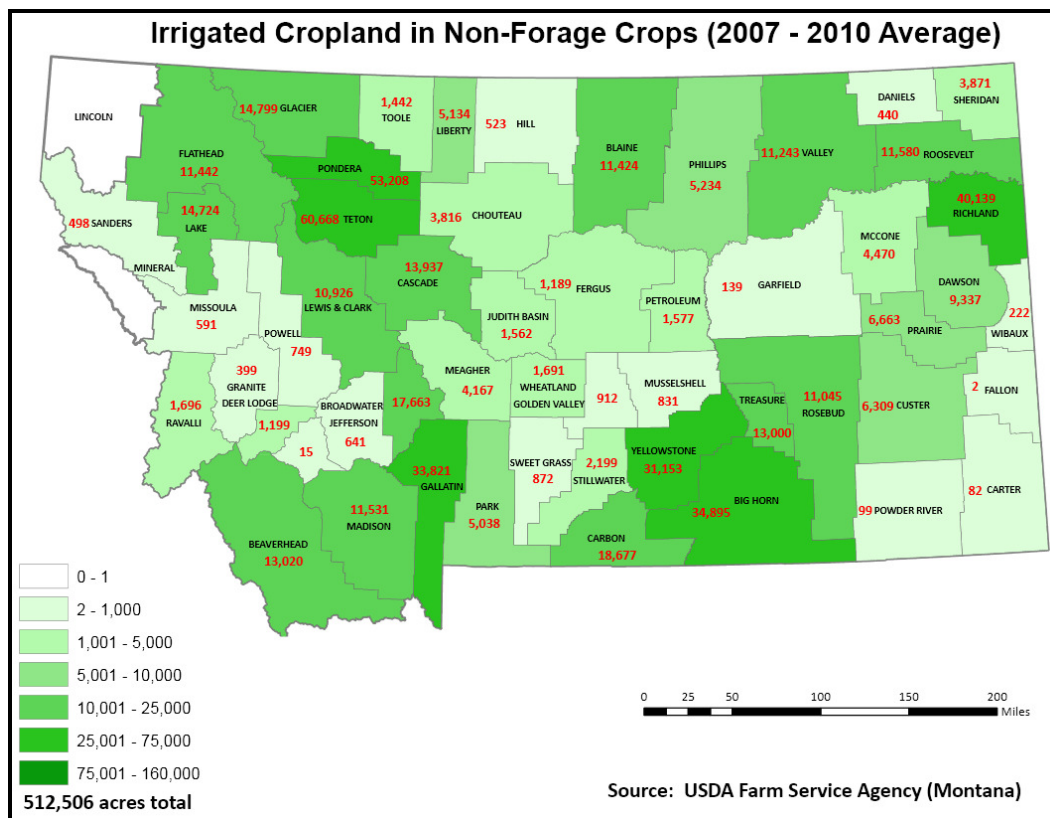 Irrigated Cropland in Non-Forage Crops (2007 - 2010 Average)
LINCOLN
14,799 GLACIER
1,442
TOOLE
5,134
LIBERTY
523 HILL
DANIELS
440
3,871
SHERIDAN
FLATHEAD
11,442
PONDERA
53,208
BLAINE
11,424
PHILLIPS
5,234
11,243 VALLEY
11,580 ROOSEVELT
498 SANDERS
14,724
LAKE
60,668 TETON
3,816 CHOUTEAU
40,139
RICHLAND
MCCONE
4,470
MINERAL
13,937
CASCADE
10,926
LEWIS & CLARK
1,189 FERGUS
139 GARFIELD
DAWSON
9,337
MISSOULA
591
JUDITH BASIN
1,562
PETROLEUM
1,577
6,663
PRAIRIE
222
WIBAUX
POWELL
749
399
GRANITE
DEER LODGE
MEAGHER
4,167
1,691
WHEATLAND
GOLDEN VALLEY
912
MUSSELSHELL
831
2
FALLON
1,696
RAVALLI
1,199
BROADWATER
17,663
JEFFERSON
641
15
TREASURE
13,000
11,045
ROSEBUD
6,309 CUSTER
33,821
GALLATIN
SWEET GRASS
872
2,199
STILLWATER
YELLOWSTONE
31,153
BIG HORN
34,895
82 CARTER
99 POWDER RIVER
11,531
MADISON
PARK
5,038
CARBON
18,677
BEAVERHEAD
13,020
0 - 1
2 - 1,000
1,001 - 5,000
5,001 - 10,000
10,001 - 25,000
25,001 - 75,000
75,001 - 160,000
512,506 acres total
0 25 50 100 150 200
Miles
Source: USDA Farm Service Agency (Montana)